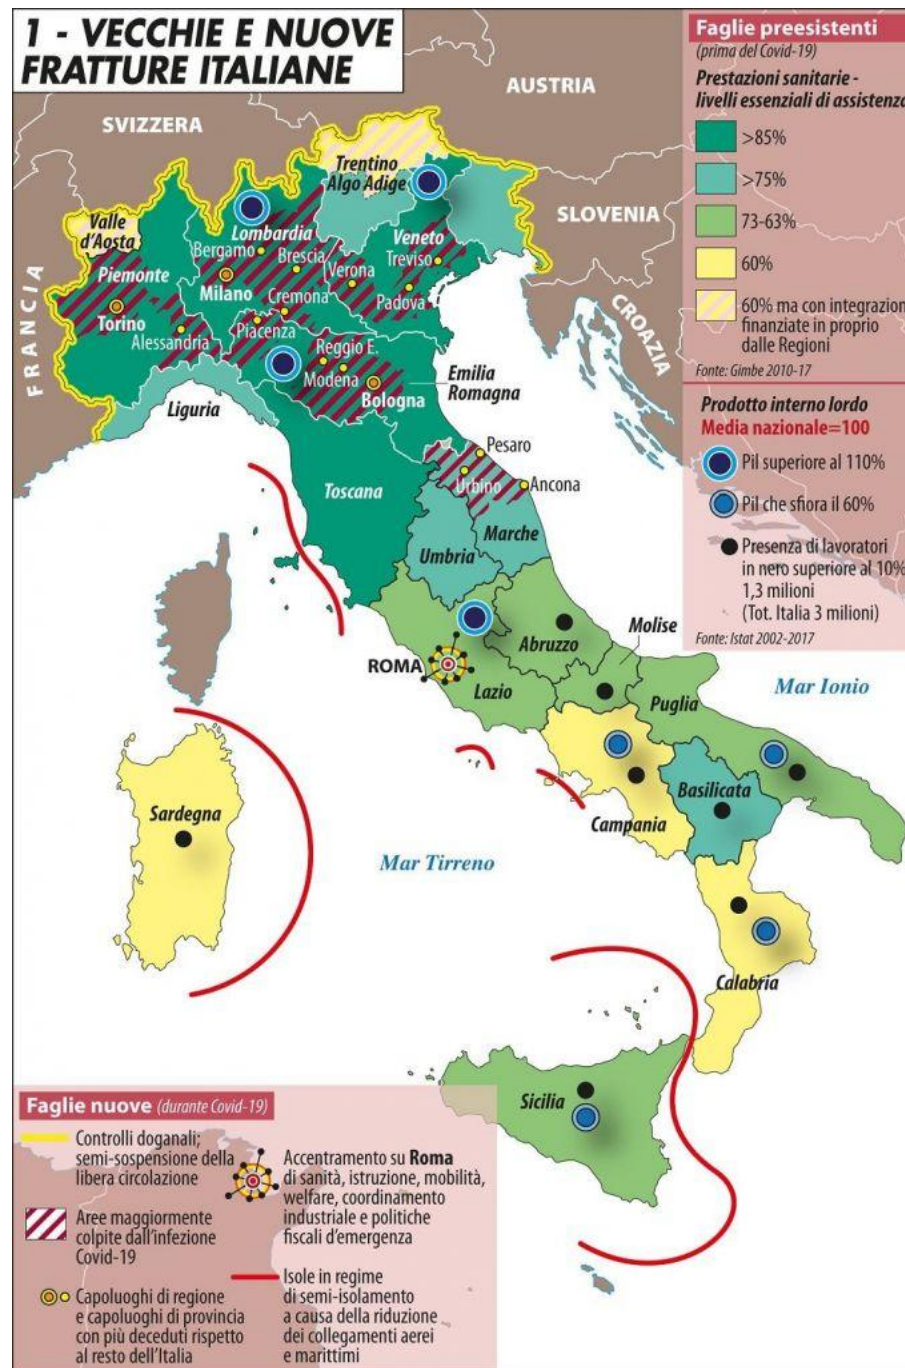 1 - VECCHIE E NUOVE
FRATTURE ITALIANE
Faglie preesistenti
(prima del Covid-19)
Prestazioni sanitarie -
livelli essenziali di assistenza
>85%
>75%
73-63%
60%
60% ma con integrazion
finanziate in proprio
dalle Regioni
Fonte: Gimbe 2010-17
Prodotto interno lordo
Media nazionale=100
Pil superiore al 110%
Pil che sfiora il 60%
Presenza di lavoratori
in nero superiore al 10%
1,3 milioni
(Tot. Italia 3 milioni)
Fonte: Istat 2002-2017
AUSTRIA
SVIZZERA
SLOVENIA
CROAZIA
FRANCIA
Trentino
Algo Adige
Valle
d'Aosta
Lombardia
Veneto
Bergamo
Brescia
Treviso
Verona
Piemonte
Milano
Padova
Cremona
Torino
Piacenza
Alessandria
Reggio E.
Modena
Bologna
Emilia
Romagna
Liguria
Pesaro
Urbino
Ancona
Toscana
Marche
Umbria
Abruzzo
Molise
ROMA
Lazio
Puglia
Mar Ionio
Basilicata
Campania
Sardegna
Mar Tirreno
Calabria
Sicilia
Faglie nuove (durante Covid-19)
Controlli doganali;
semi-sospensione della
libera circolazione
Aree maggiormente
colpite dall'infezione
Covid-19
Capoluoghi di regione
e capoluoghi di provincia
con più deceduti rispetto
al resto dell'Italia
Accentramento su Roma
di sanità, istruzione, mobilità,
welfare, coordinamento
industriale e politiche
fiscali d'emergenza
Isole in regime
di semi-isolamento
a causa della riduzione
dei collegamenti aerei
e marittimi